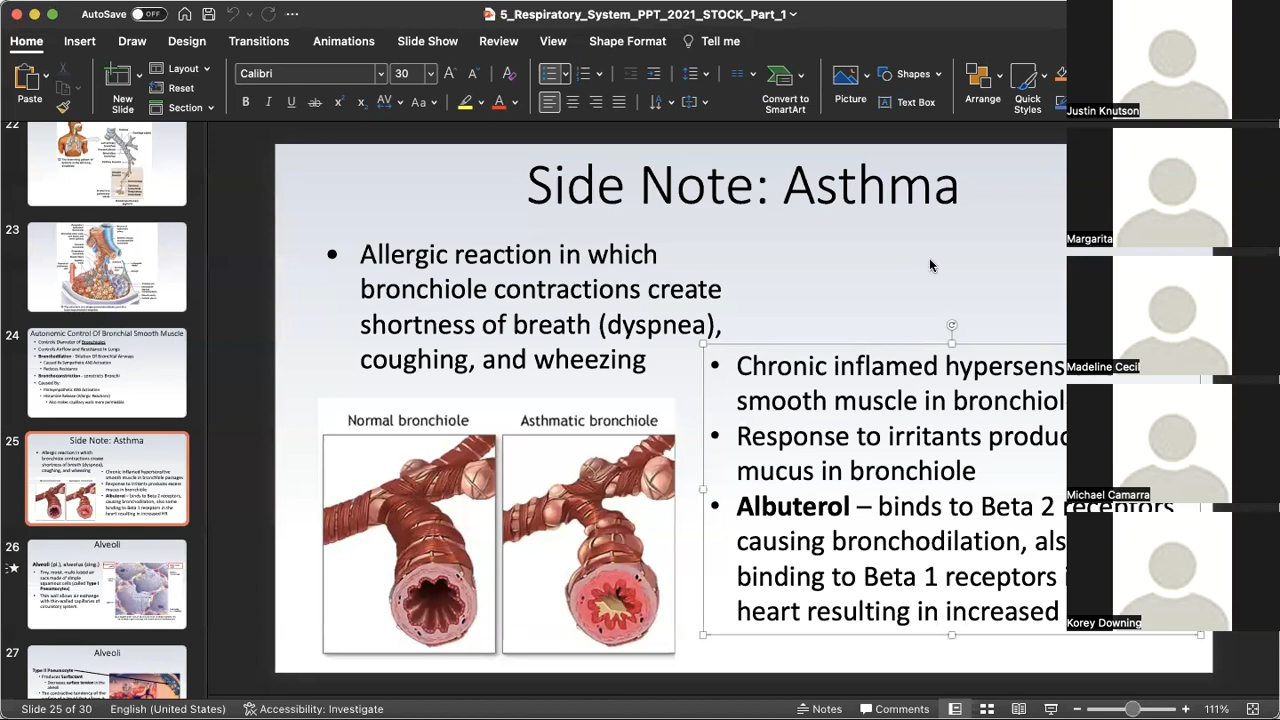 AutoSave OFF 5_Respiratory_System_PPT_2021_STOCK_Part_1
Home Insert Draw Design Transitions Animations Slide Show Review View Shape Format Tell me
Paste
New Slide
Layout
Reset
Section
Calibri 30
B I U ab x² x₂ AV Aa A
Convert to SmartArt
Picture
Shapes
Text Box
Arrange
Quick Styles
22
23
24
Autonomic Control Of Bronchial Smooth Muscle
25
Side Note: Asthma
26
Alveoli
27
Alveoli
Side Note: Asthma
• Allergic reaction in which
bronchiole contractions create
shortness of breath (dyspnea),
coughing, and wheezing
Normal bronchiole Asthmatic bronchiole
• Chronic inflamed
smooth muscle in
• Response to irritants
mucus in bronchiole
• Albuterol – binds to Beta 2 receptors
causing bronchodilation,
binding to Beta 1 receptors
heart resulting in increased
Justin Knutson
Margarita
Madeline Cecil
Michael Camarra
Korey Downing
Slide 25 of 30 English (United States) Accessibility: Investigate Notes Comments 111%